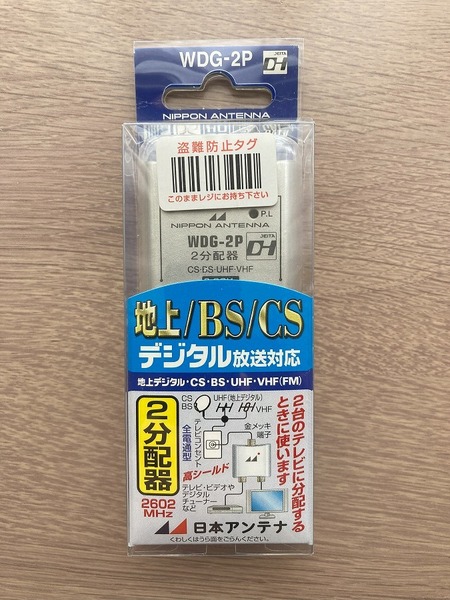 WDG-2P
JEITA
DH
NIPPON ANTENNA
盗難防止タグ
このままレジにお持ち下さい
P.L
NIPPON ANTENNA
JEITA
DH
WDG-2P
2分配器
CS·BS·UHF·VHF
地上/BS/CS
デジタル放送対応
地上デジタル・CS・BS・UHF・VHF(FM)
2分配器
2602
MHz
CS
BS
UHF(地上デジタル)
VHF
テレビコンセント
全電通型
金メッキ
端子
高シールド
テレビ・ビデオや
デジタル
チューナー
など
2台のテレビに分配する
ときに使います
日本アンテナ
くわしくはうら面をごらんください。